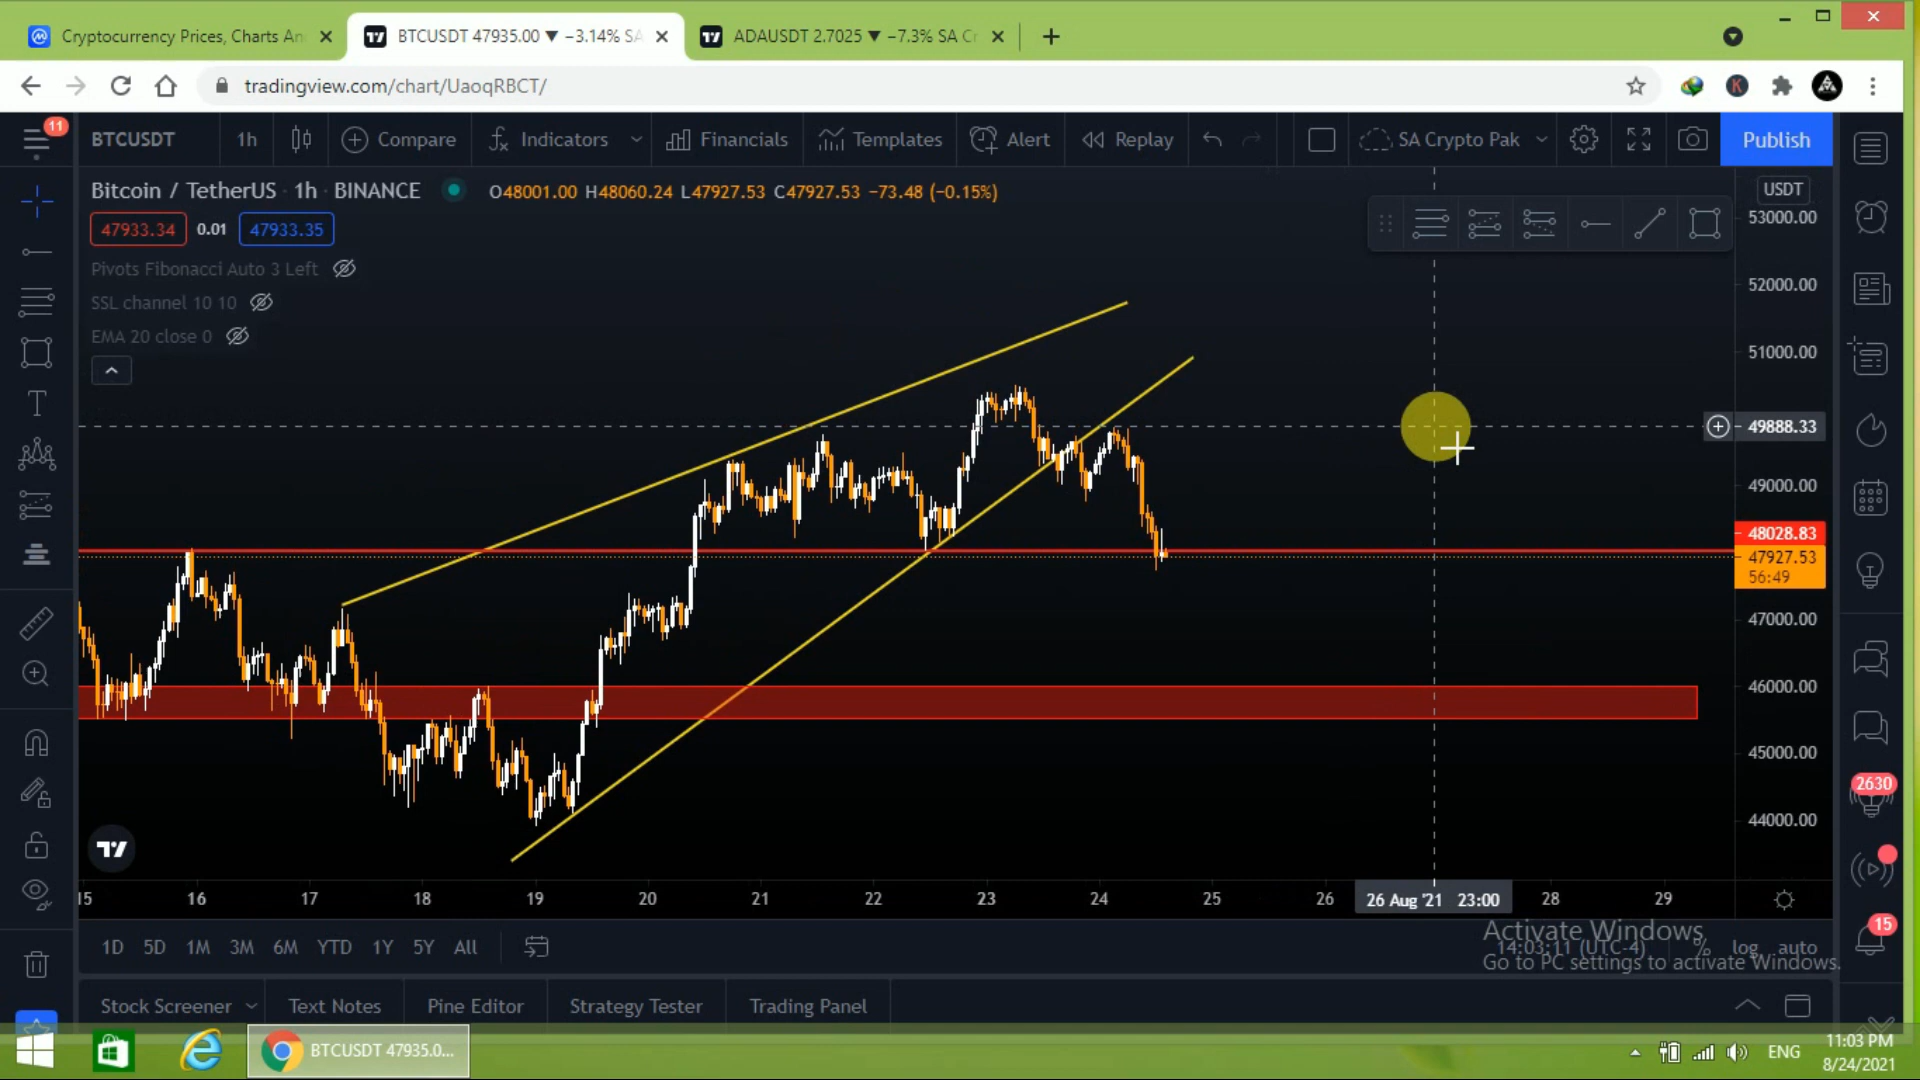 Cryptocurrency Prices, Charts An
BTCUSDT 47935.00 ▼ −3.14% SA
ADAUSDT 2.7025 ▼ −7.3% SA Cr
tradingview.com/chart/UaoqRBCT/
K
11
BTCUSDT
1h
Compare
Indicators
Financials
Templates
Alert
Replay
SA Crypto Pak
Publish
Bitcoin / TetherUS · 1h · BINANCE
O48001.00 H48060.24 L47927.53 C47927.53 −73.48 (−0.15%)
USDT
47933.34 0.01 47933.35
Pivots Fibonacci Auto 3 Left
SSL channel 10 10
EMA 20 close 0
53000.00
52000.00
51000.00
49888.33
49000.00
48028.83
47927.53
56:49
47000.00
46000.00
45000.00
44000.00
2630
15
15 16 17 18 19 20 21 22 23 24 25 26 26 Aug '21 23:00 28 29
1D 5D 1M 3M 6M YTD 1Y 5Y All
14:03:11 (UTC-4) % log auto
Activate Windows
Go to PC settings to activate Windows.
Stock Screener
Text Notes
Pine Editor
Strategy Tester
Trading Panel
BTCUSDT 47935.0...
ENG
11:03 PM
8/24/2021